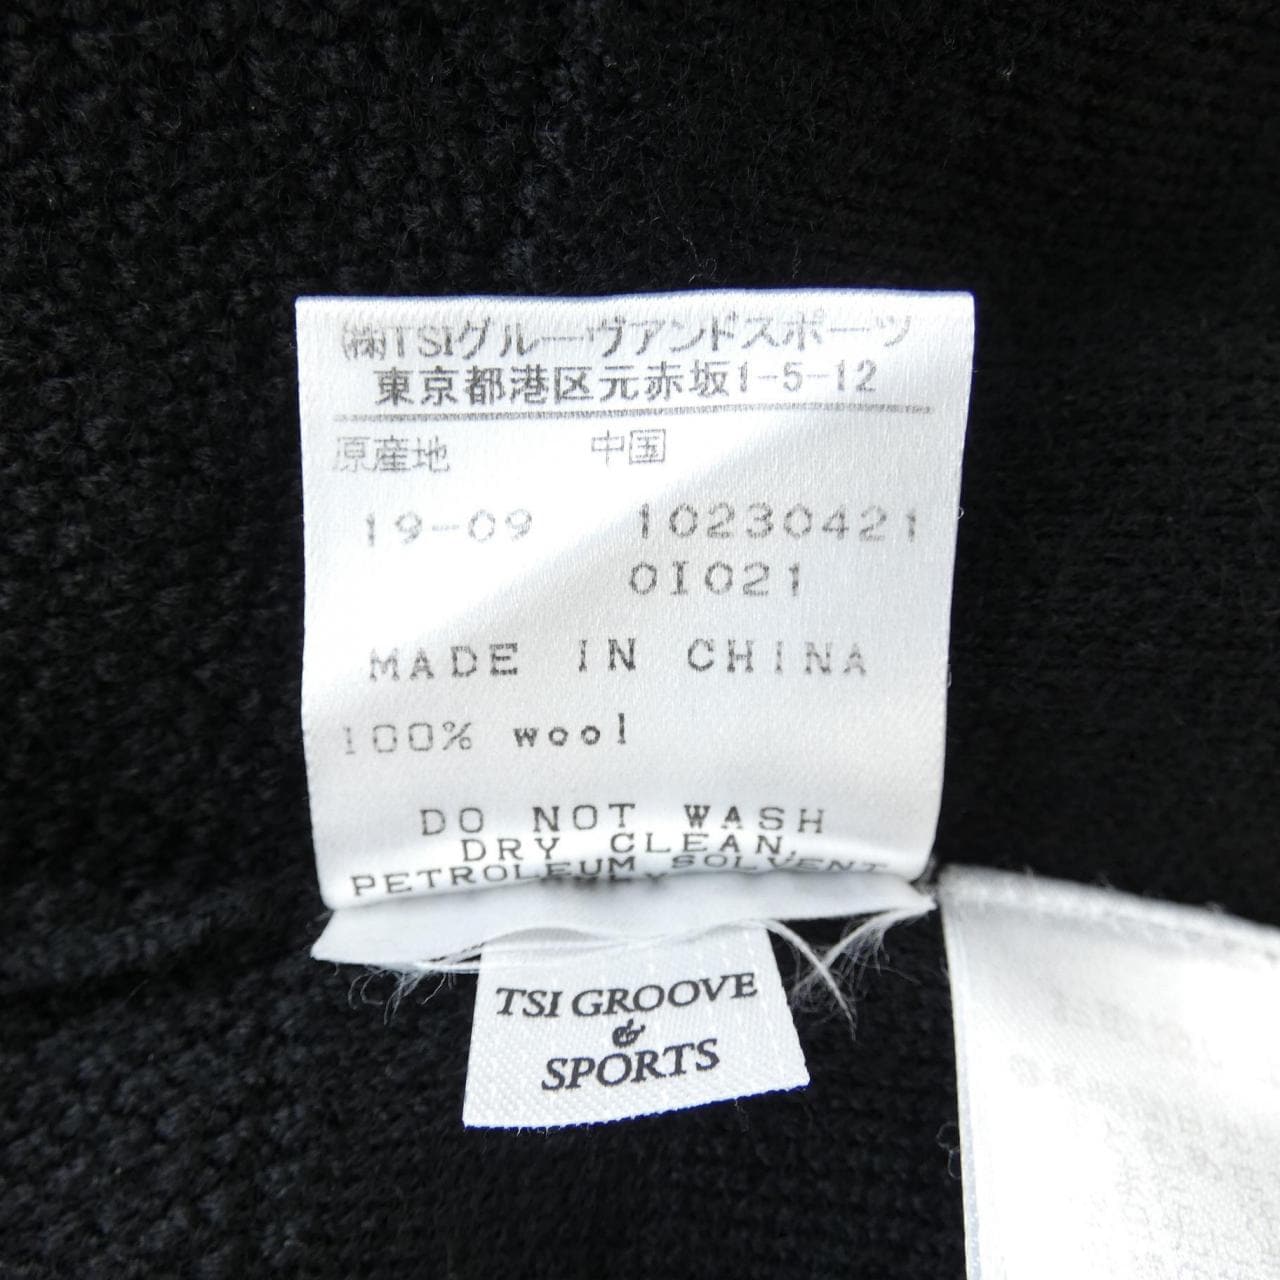 ㈱TSIグルーヴアンドスポーツ
東京都港区元赤坂1-5-12
原産地 中国
19-09 10230421
0I021
MADE IN CHINA
100% wool
DO NOT WASH
DRY CLEAN,
PETROLEUM SOLVENT
TSI GROOVE
&
SPORTS